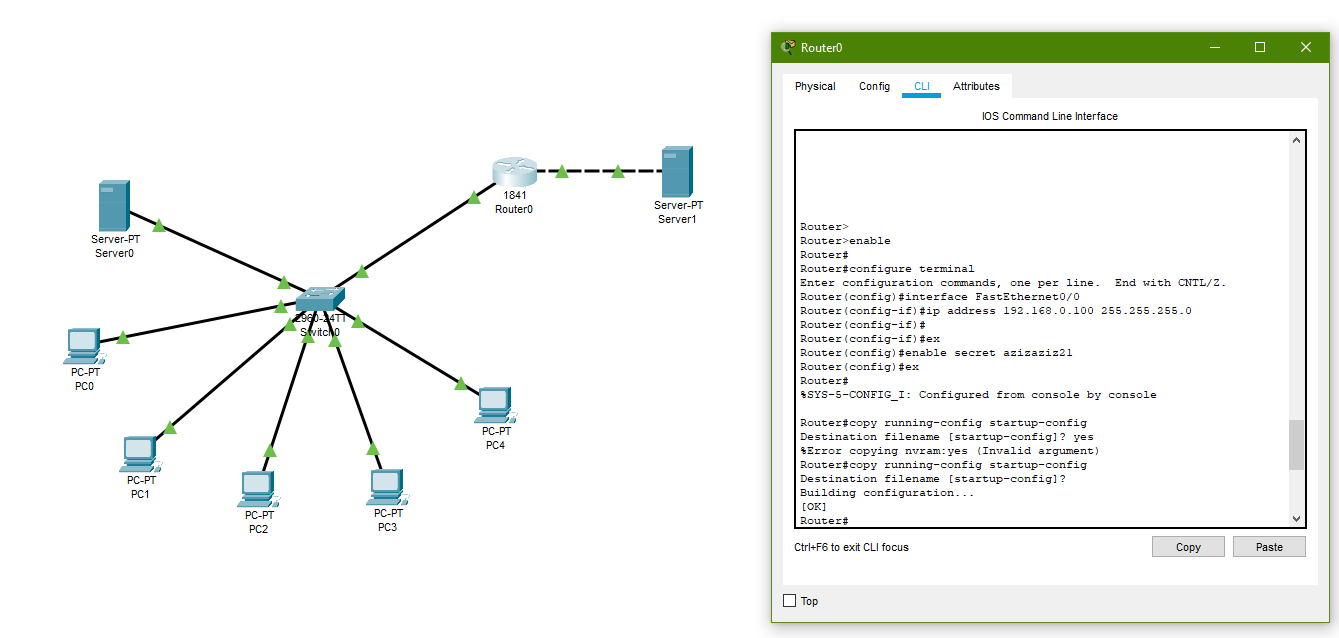 Router0
Physical Config CLI Attributes
IOS Command Line Interface
Router>
Router>enable
Router#
Router#configure terminal
Enter configuration commands, one per line.  End with CNTL/Z.
Router(config)#interface FastEthernet0/0
Router(config-if)#ip address 192.168.0.100 255.255.255.0
Router(config-if)#
Router(config-if)#ex
Router(config)#enable secret azizaziz21
Router(config)#ex
Router#
%SYS-5-CONFIG_I: Configured from console by console
Router#copy running-config startup-config
Destination filename [startup-config]? yes
%Error copying nvram:yes (Invalid argument)
Router#copy running-config startup-config
Destination filename [startup-config]?
Building configuration...
[OK]
Router#
Ctrl+F6 to exit CLI focus
Copy
Paste
Top
1841
Router0
Server-PT
Server1
Server-PT
Server0
2960-24TT
Switch0
PC-PT
PC0
PC-PT
PC1
PC-PT
PC2
PC-PT
PC3
PC-PT
PC4